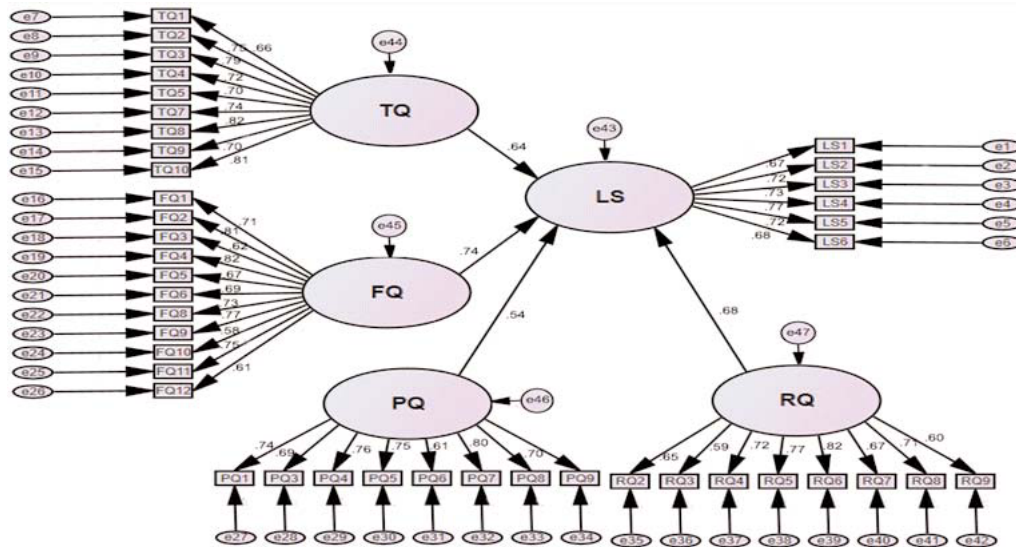 e7 TQ1
e8 TQ2
e9 TQ3
e10 TQ4
e11 TQ5
e12 TQ7
e13 TQ8
e14 TQ9
e15 TQ10
.75 .66
.79
.72
.70
.74
.82
.70
.81
e44
TQ
.64
e43
LS
.67
.72
.73
.77
.72
.68
LS1 e1
LS2 e2
LS3 e3
LS4 e4
LS5 e5
LS6 e6
e16 FQ1
e17 FQ2
e18 FQ3
e19 FQ4
e20 FQ5
e21 FQ6
e22 FQ8
e23 FQ9
e24 FQ10
e25 FQ11
e26 FQ12
.71
.81
.62
.82
.67
.69
.73
.77
.58
.75
.61
e45
FQ
.74
.54
.68
e47
PQ e46
RQ
.74 .69 .76 .75 .61 .80 .70
.65 .59 .72 .77 .82 .67 .71 .60
PQ1 PQ3 PQ4 PQ5 PQ6 PQ7 PQ8 PQ9
RQ2 RQ3 RQ4 RQ5 RQ6 RQ7 RQ8 RQ9
e27 e28 e29 e30 e31 e32 e33 e34
e35 e36 e37 e38 e39 e40 e41 e42